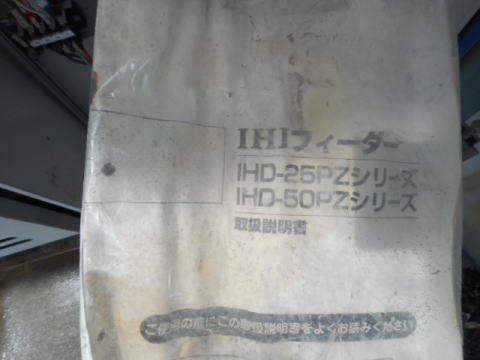 IHIフィーダー
IHD-25PZシリーズ
IHD-50PZシリーズ
取扱説明書
ご使用の前にこの取扱説明書をよくお読みください